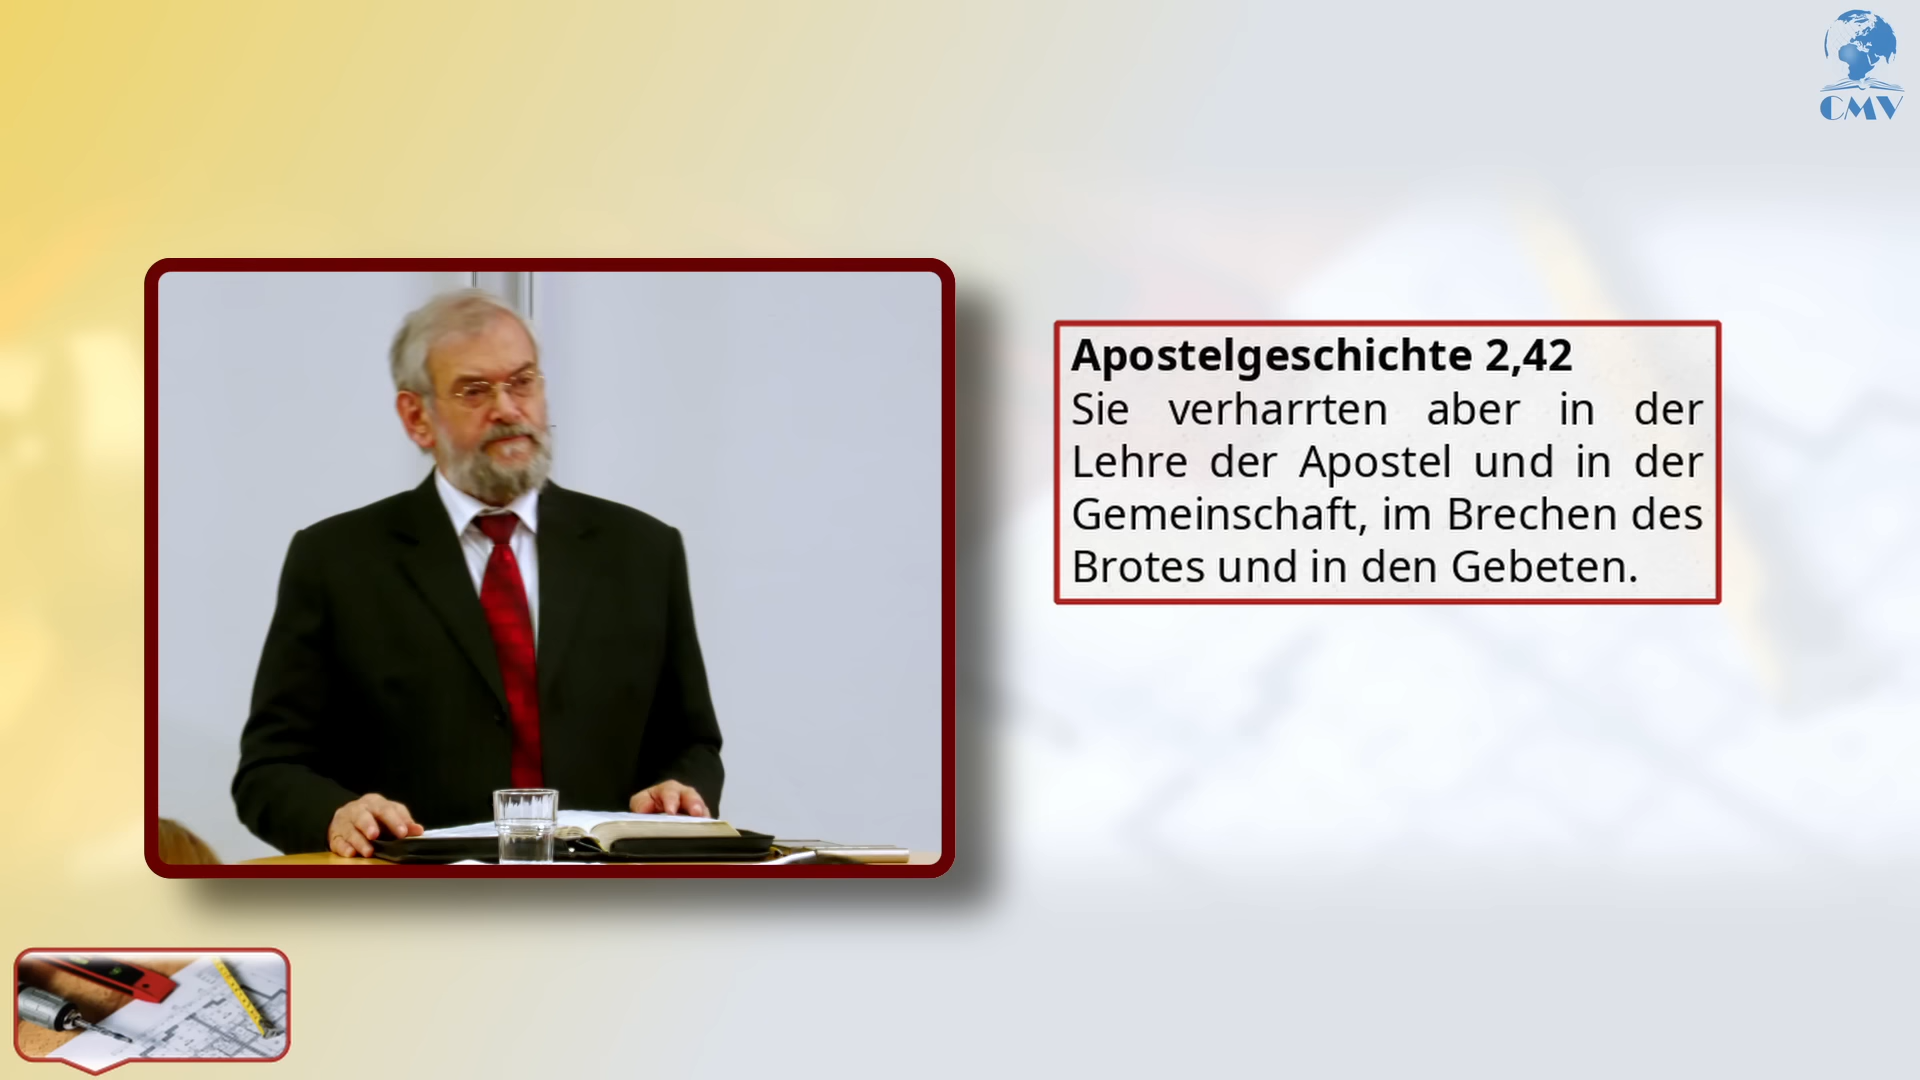 CMV
Apostelgeschichte 2,42
Sie verharrten aber in der
Lehre der Apostel und in der
Gemeinschaft, im Brechen des
Brotes und in den Gebeten.